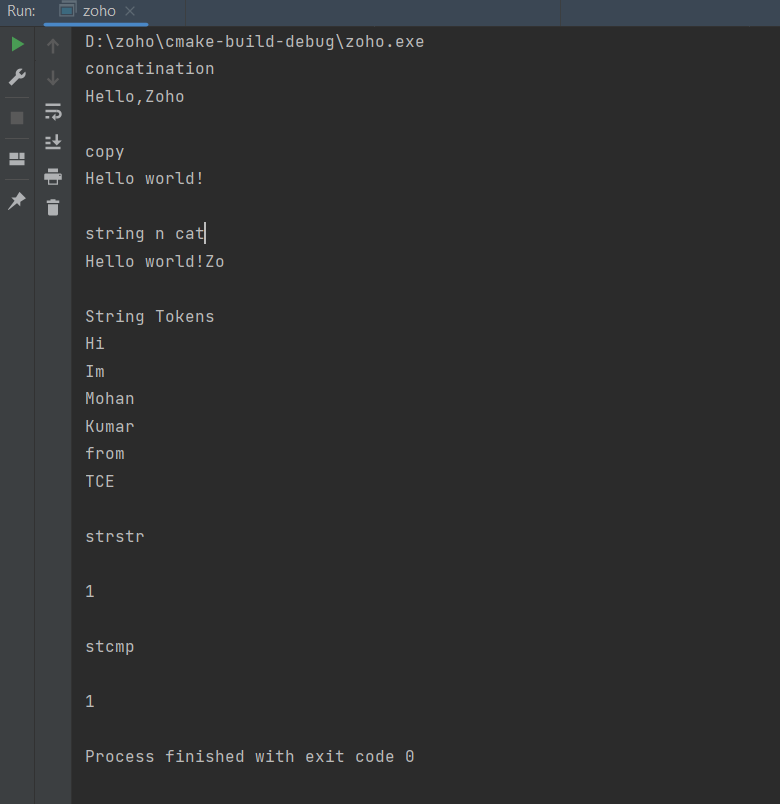 Run: zoho
D:\zoho\cmake-build-debug\zoho.exe
concatination
Hello,Zoho
copy
Hello world!
string n cat
Hello world!Zo
String Tokens
Hi
Im
Mohan
Kumar
from
TCE
strstr
1
stcmp
1
Process finished with exit code 0